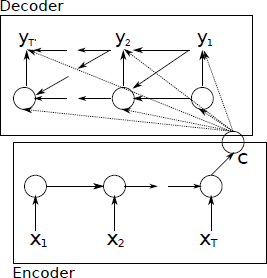 Decoder
yT' y2 y1
c
x1 x2 xT
Encoder